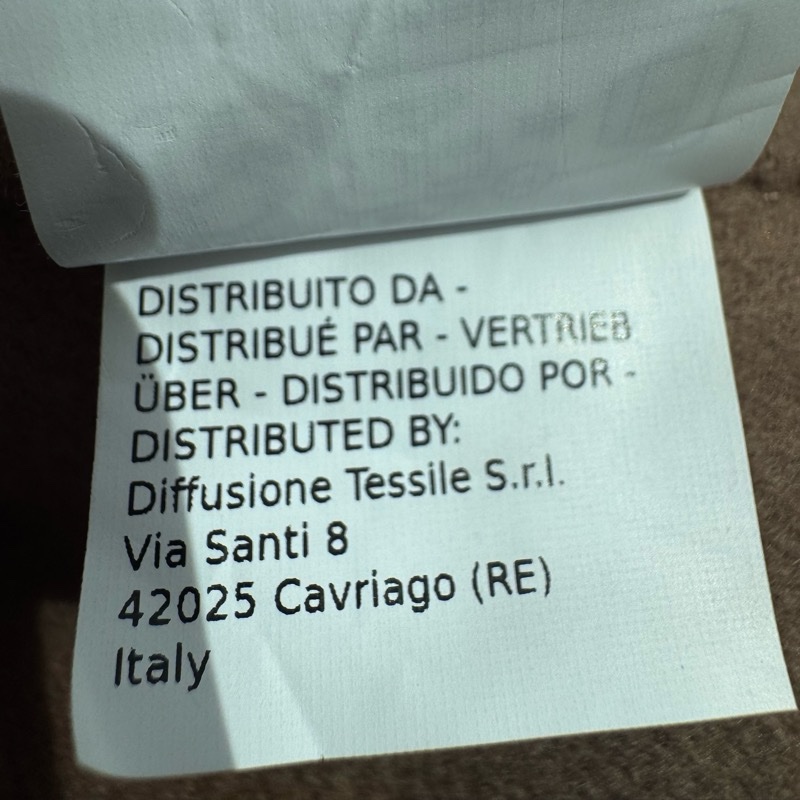 DISTRIBUITO DA -
DISTRIBUÉ PAR - VERTRIEB
ÜBER - DISTRIBUIDO POR -
DISTRIBUTED BY:
Diffusione Tessile S.r.l.
Via Santi 8
42025 Cavriago (RE)
Italy